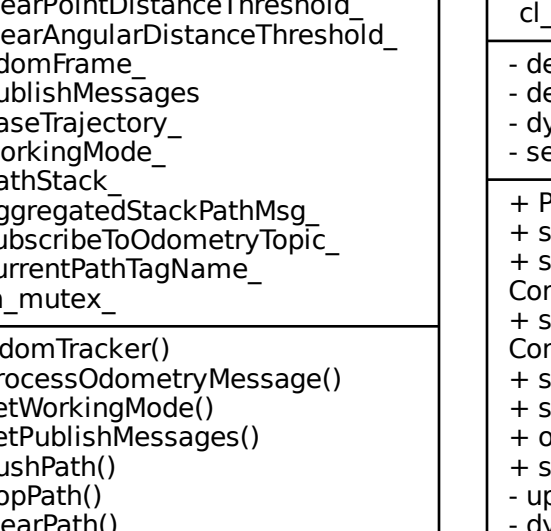 earPointDistanceThreshold_
earAngularDistanceThreshold_
domFrame_
ublishMessages
aseTrajectory_
orkingMode_
athStack_
ggregatedStackPathMsg_
ubscribeToOdometryTopic_
urrentPathTagName_
_mutex_
domTracker()
rocessOdometryMessage()
etWorkingMode()
etPublishMessages()
ushPath()
opPath()
earPath()
cl_
- de
- de
- dy
- se
+ P
+ s
+ s
Con
+ s
Con
+ s
+ s
+ o
+ s
- up
- dy